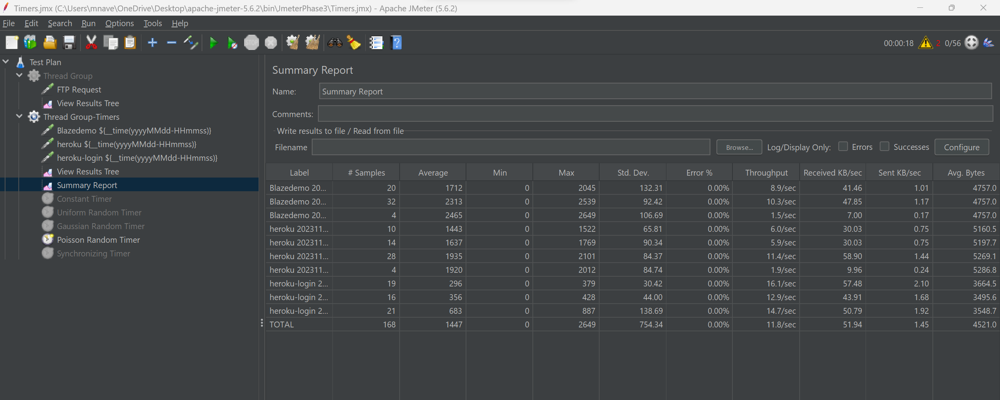 Timers.jmx (C:\Users\mnave\OneDrive\Desktop\apache-jmeter-5.6.2\bin\JmeterPhase3\Timers.jmx) - Apache JMeter (5.6.2)
File Edit Search Run Options Tools Help
STOP
00:00:18 2 0/56
Test Plan
Thread Group
FTP Request
View Results Tree
Thread Group-Timers
Blazedemo ${__time(yyyyMMdd-HHmmss)}
heroku ${__time(yyyyMMdd-HHmmss)}
heroku-login ${__time(yyyyMMdd-HHmmss)}
View Results Tree
Summary Report
Constant Timer
Uniform Random Timer
Gaussian Random Timer
Poisson Random Timer
Synchronizing Timer
Summary Report
Name: Summary Report
Comments:
Write results to file / Read from file
Filename Browse... Log/Display Only: Errors Successes Configure
Label # Samples Average Min Max Std. Dev. Error % Throughput Received KB/sec Sent KB/sec Avg. Bytes
Blazedemo 20... 20 1712 0 2045 132.31 0.00% 8.9/sec 41.46 1.01 4757.0
Blazedemo 20... 32 2313 0 2539 92.42 0.00% 10.3/sec 47.85 1.17 4757.0
Blazedemo 20... 4 2465 0 2649 106.69 0.00% 1.5/sec 7.00 0.17 4757.0
heroku 202311... 10 1443 0 1522 65.81 0.00% 6.0/sec 30.03 0.75 5160.5
heroku 202311... 14 1637 0 1769 90.34 0.00% 5.9/sec 30.03 0.75 5197.7
heroku 202311... 28 1935 0 2101 84.37 0.00% 11.4/sec 58.90 1.44 5269.1
heroku 202311... 4 1920 0 2012 84.74 0.00% 1.9/sec 9.96 0.24 5286.8
heroku-login 2... 19 296 0 379 30.42 0.00% 16.1/sec 57.48 2.10 3664.5
heroku-login 2... 16 356 0 428 44.00 0.00% 12.9/sec 43.91 1.68 3495.6
heroku-login 2... 21 683 0 887 138.69 0.00% 14.7/sec 50.79 1.92 3548.7
TOTAL 168 1447 0 2649 754.34 0.00% 11.8/sec 51.94 1.45 4521.0